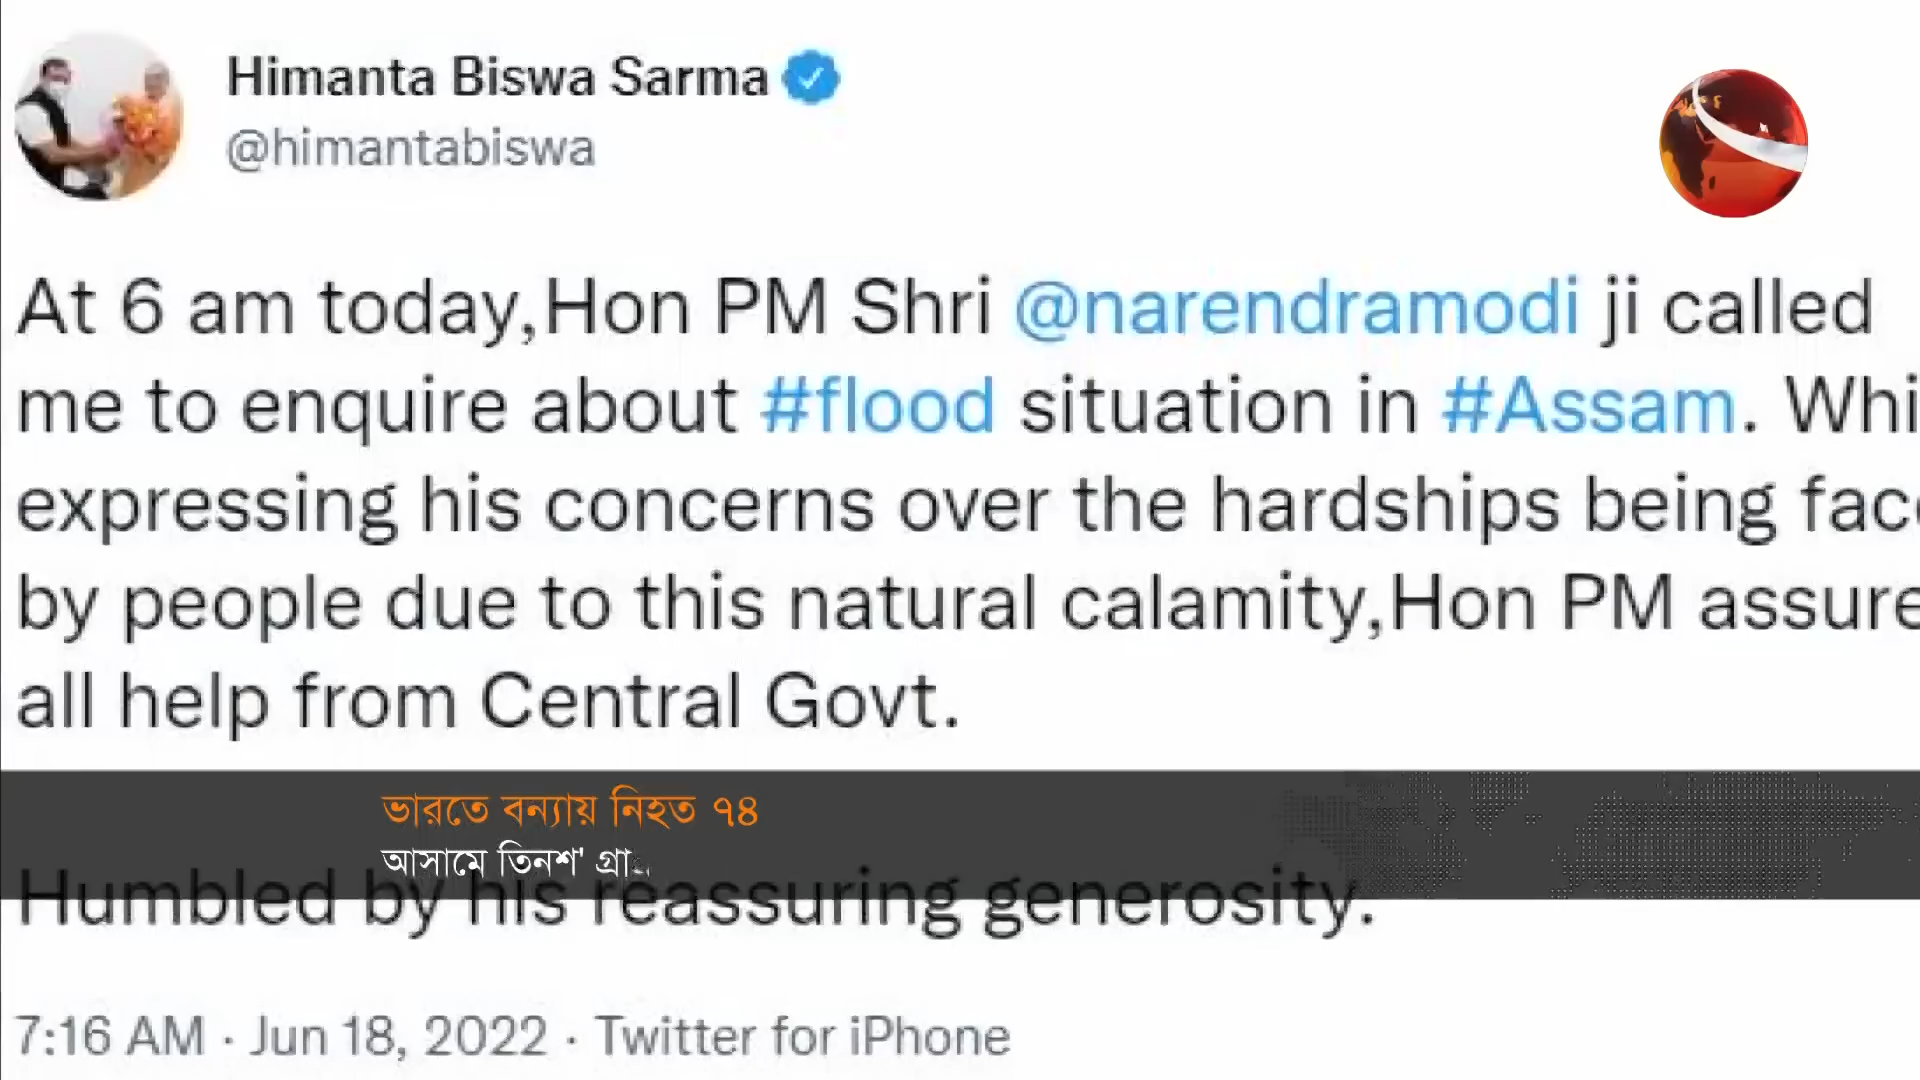 Himanta Biswa Sarma
@himantabiswa
At 6 am today,Hon PM Shri @narendramodi ji called
me to enquire about #flood situation in #Assam. Whi
expressing his concerns over the hardships being fac
by people due to this natural calamity,Hon PM assure
all help from Central Govt.
ভারতে বন্যায় নিহত ৭৪
আসামে তিনশ'
Humbled by his reassuring generosity.
7:16 AM · Jun 18, 2022 · Twitter for iPhone